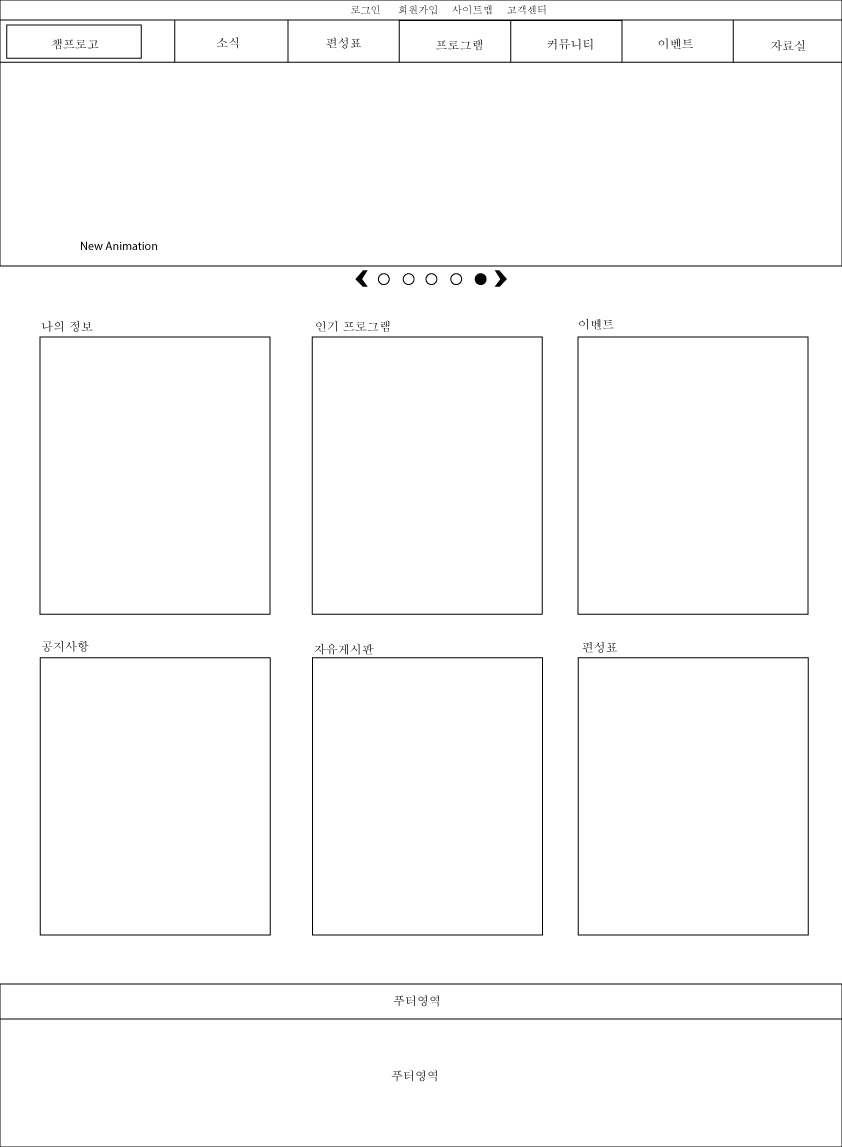 로그인 회원가입 사이트맵 고객센터
챔프로고 소식 편성표 프로그램 커뮤니티 이벤트 자료실
New Animation
나의 정보 인기 프로그램 이벤트
공지사항 자유게시판 편성표
푸터영역
푸터영역